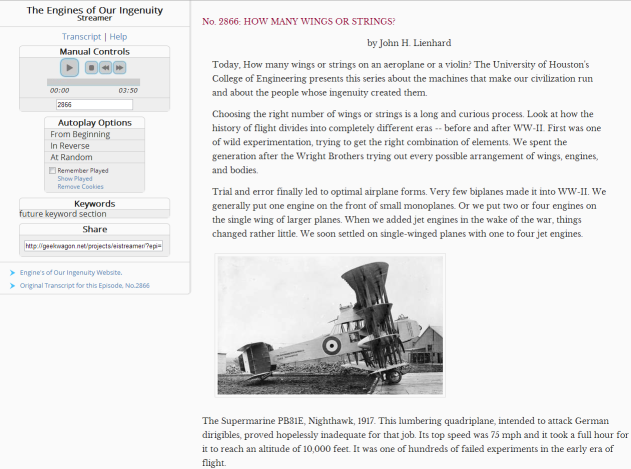 The Engines of Our Ingenuity
Streamer
Transcript | Help
Manual Controls
00:00 03:50
2866
Autoplay Options
From Beginning
In Reverse
At Random
Remember Played
Show Played
Remove Cookies
Keywords
future keyword section
Share
http://geekwagon.net/projects/eistreamer/?epi=
Engine's of Our Ingenuity Website.
Original Transcript for this Episode, No.2866
No. 2866: HOW MANY WINGS OR STRINGS?
by John H. Lienhard
Today, How many wings or strings on an aeroplane or a violin? The University of Houston's
College of Engineering presents this series about the machines that make our civilization run
and about the people whose ingenuity created them.
Choosing the right number of wings or strings is a long and curious process. Look at how the
history of flight divides into completely different eras -- before and after WW-II. First was one
of wild experimentation, trying to get the right combination of elements. We spent the
generation after the Wright Brothers trying out every possible arrangement of wings, engines,
and bodies.
Trial and error finally led to optimal airplane forms. Very few biplanes made it into WW-II. We
generally put one engine on the front of small monoplanes. Or we put two or four engines on
the single wing of larger planes. When we added jet engines in the wake of the war, things
changed rather little. We soon settled on single-winged planes with one to four jet engines.
The Supermarine PB31E, Nighthawk, 1917. This lumbering quadriplane, intended to attack German
dirigibles, proved hopelessly inadequate for that job. Its top speed was 75 mph and it took a full hour for
it to reach an altitude of 10,000 feet. It was one of hundreds of failed experiments in the early era of
flight.